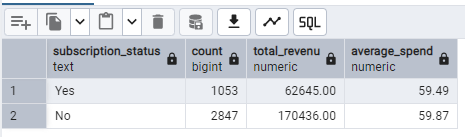 SQL
subscription_status count total_revenu average_spend
text bigint numeric numeric
1 Yes 1053 62645.00 59.49
2 No 2847 170436.00 59.87